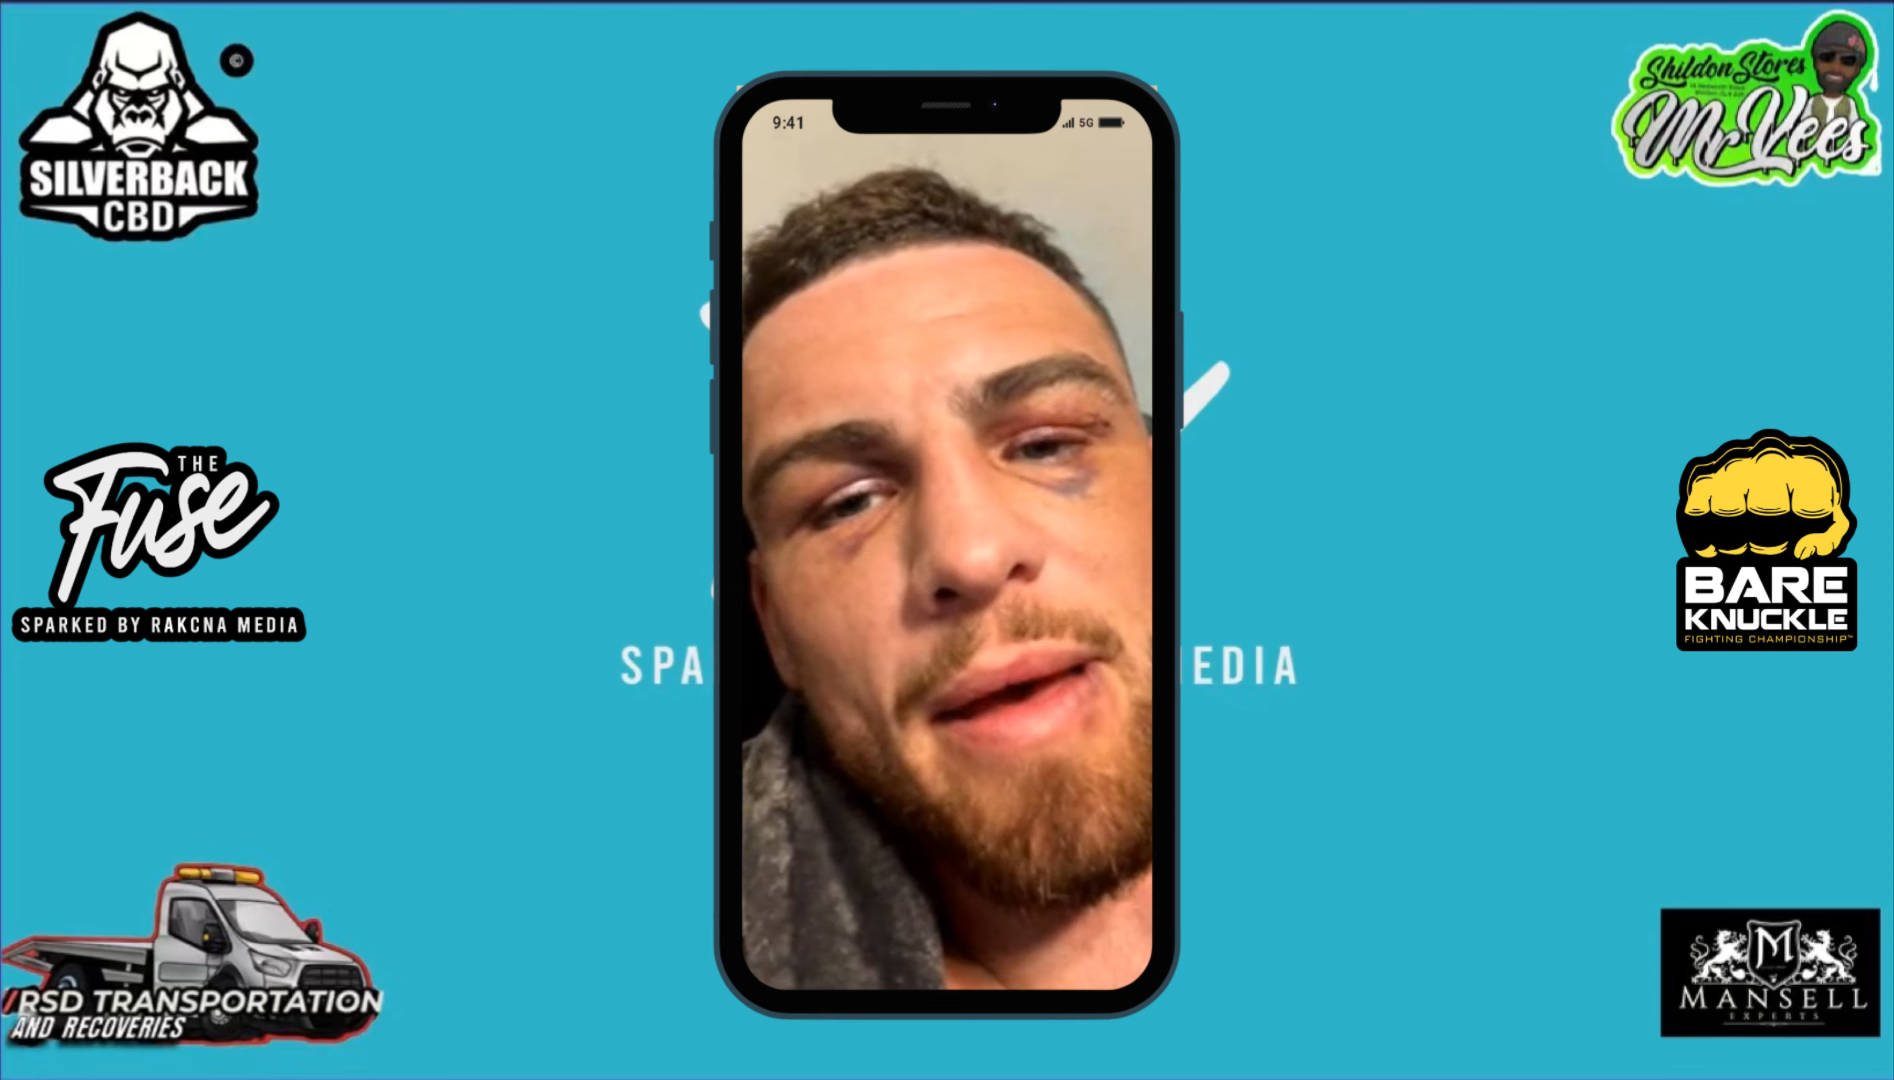 SILVERBACK
CBD
©
Shildon Stores
Mr Vees
9:41
5G
THE
Fuse
SPARKED BY RAKCNA MEDIA
SPA
EDIA
BARE
KNUCKLE
FIGHTING CHAMPIONSHIP™
RSD TRANSPORTATION
AND RECOVERIES
M
MANSELL
EXPERTS